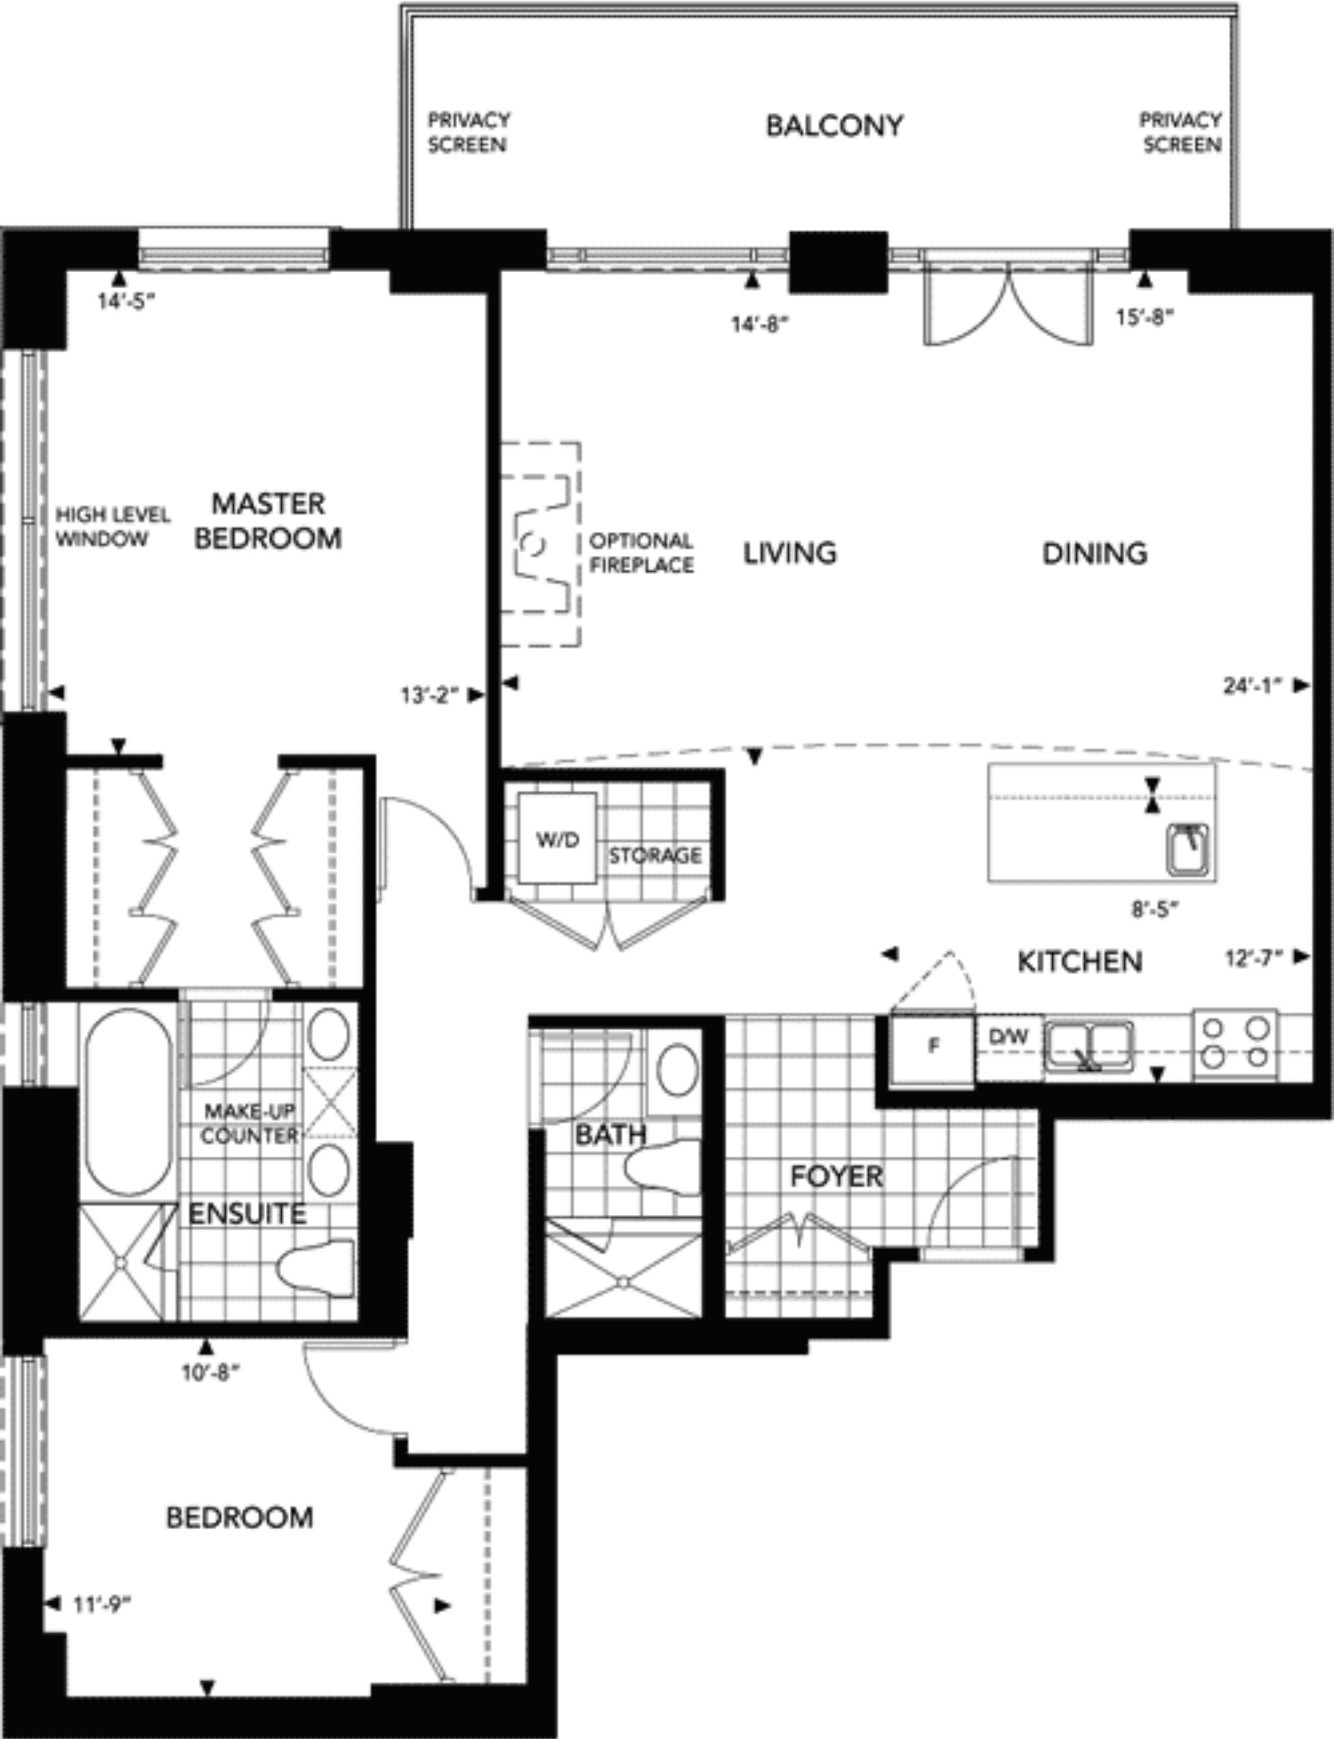 PRIVACY
SCREEN
BALCONY
PRIVACY
SCREEN
14'-5"
14'-8"
15'-8"
HIGH LEVEL
WINDOW
MASTER
BEDROOM
OPTIONAL
FIREPLACE
LIVING
DINING
13'-2"
24'-1"
W/D
STORAGE
8'-5"
KITCHEN
12'-7"
F
D/W
MAKE-UP
COUNTER
BATH
FOYER
ENSUITE
10'-8"
BEDROOM
11'-9"